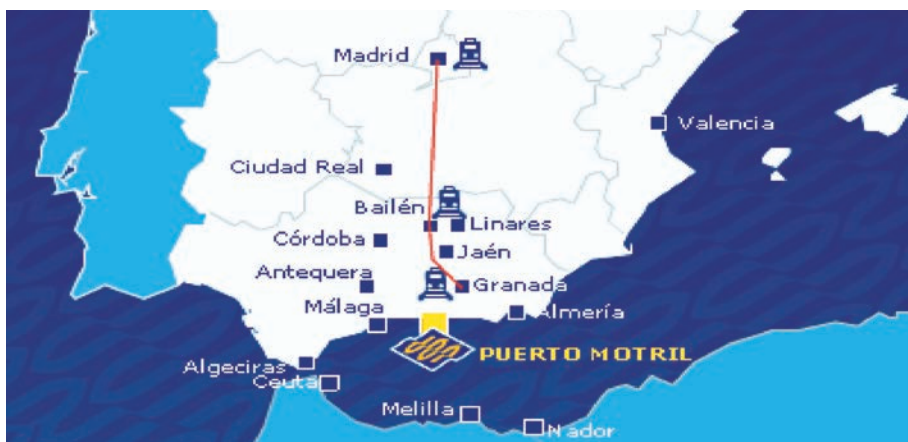 Madrid
Valencia
Ciudad Real
Bailén
Linares
Córdoba
Jaén
Antequera
Granada
Málaga
Almería
PUERTO MOTRIL
Algeciras
Ceuta
Melilla
Nador